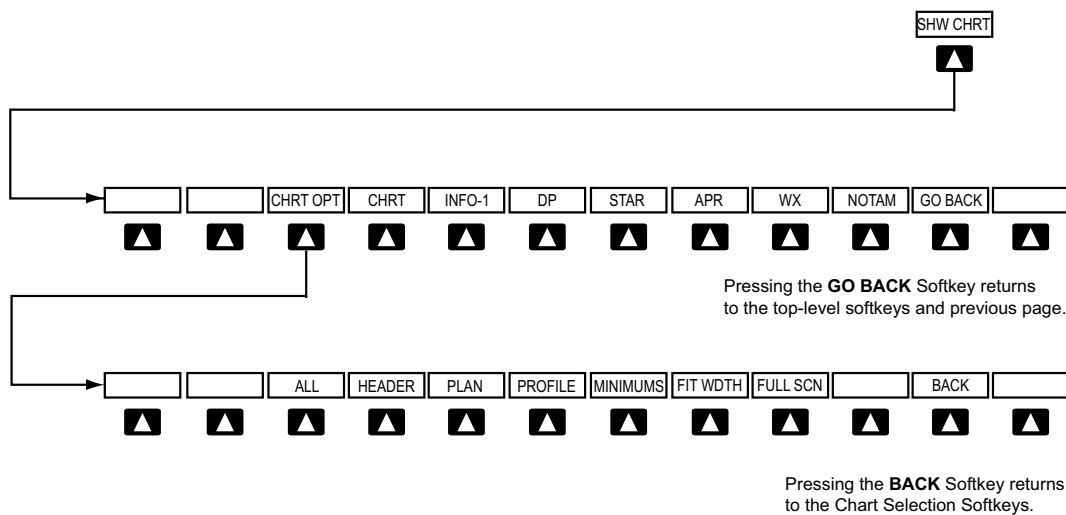 SHW CHRT
CHRT OPT CHRT INFO-1 DP STAR APR WX NOTAM GO BACK
Pressing the GO BACK Softkey returns
to the top-level softkeys and previous page.
ALL HEADER PLAN PROFILE MINIMUMS FIT WDTH FULL SCN BACK
Pressing the BACK Softkey returns
to the Chart Selection Softkeys.